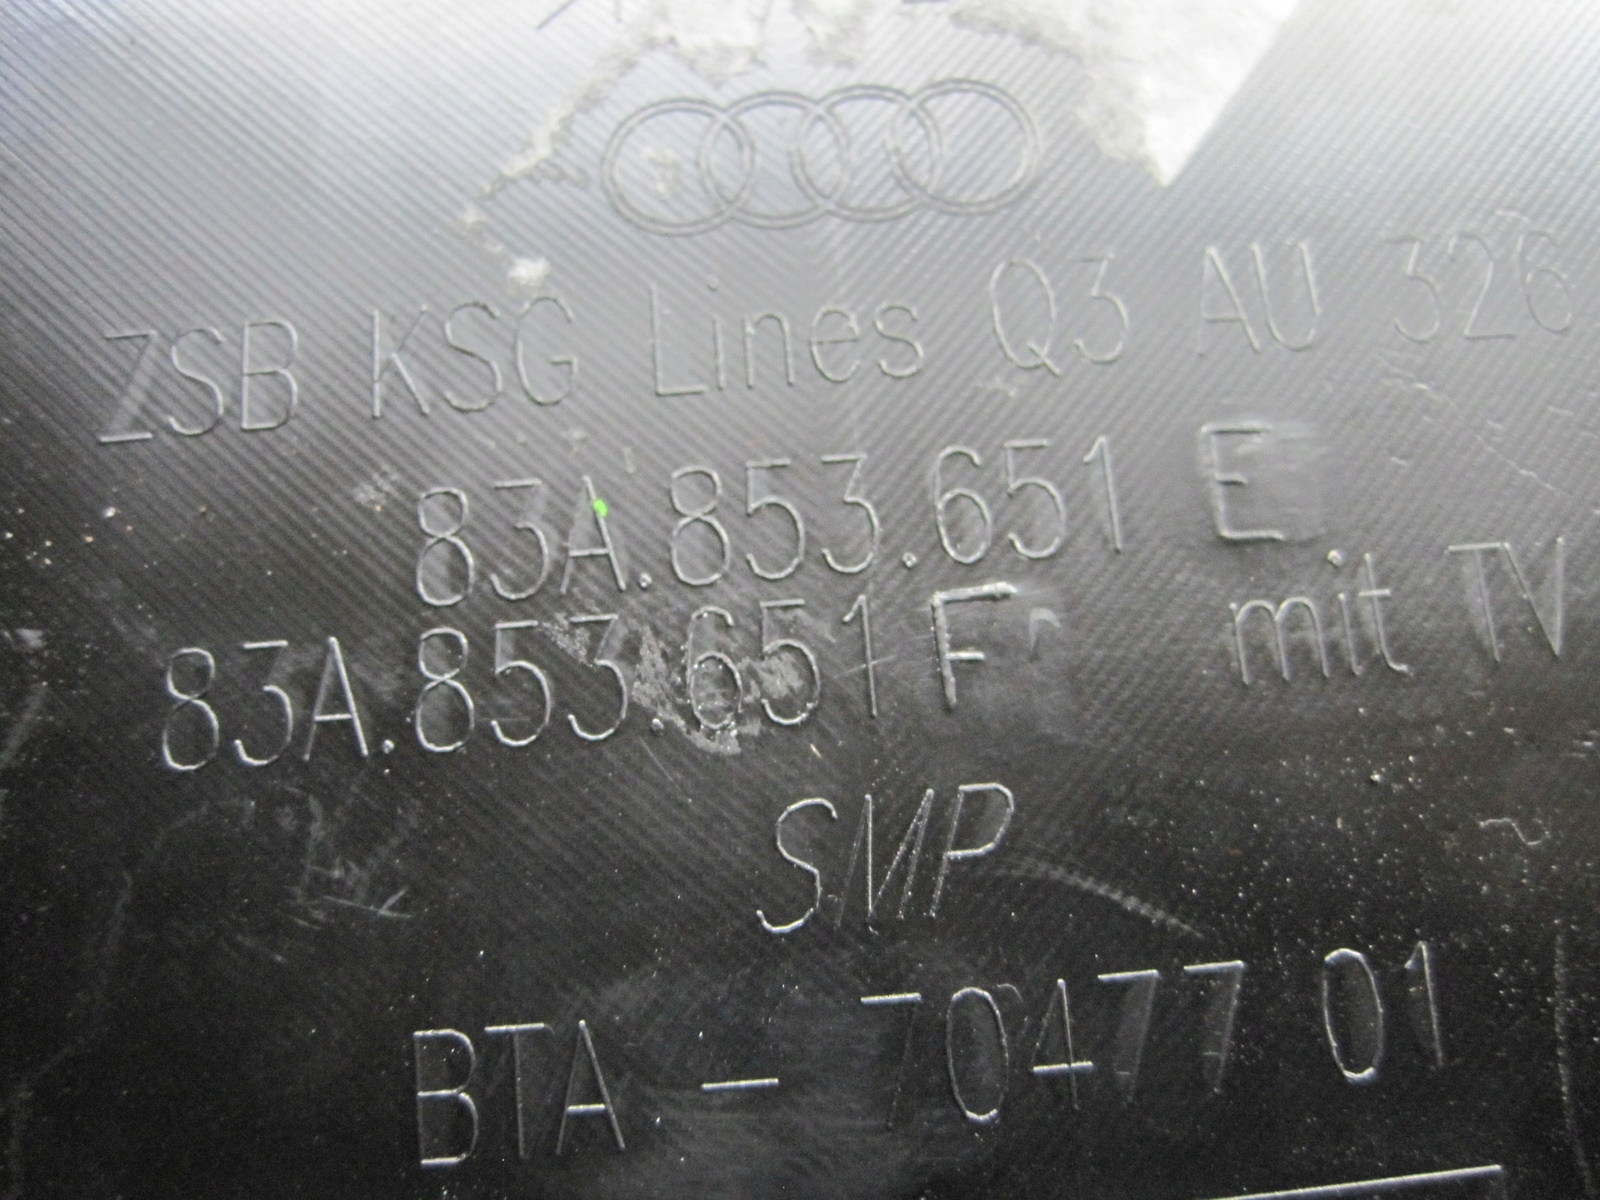 ZSB KSG Lines Q3 AU 326
83A.853.651 E
83A.853.651 F mit TV
SMP
BTA - 70477 01